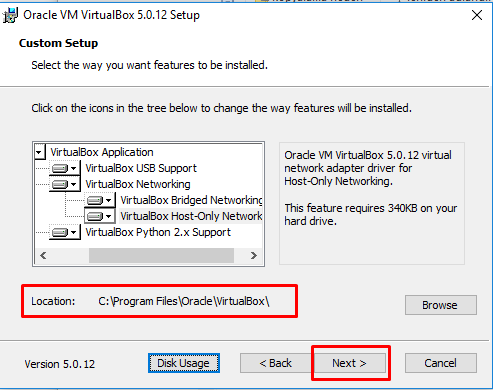 Oracle VM VirtualBox 5.0.12 Setup
Custom Setup
Select the way you want features to be installed.
Click on the icons in the tree below to change the way features will be installed.
VirtualBox Application
VirtualBox USB Support
VirtualBox Networking
VirtualBox Bridged Networking
VirtualBox Host-Only Network
VirtualBox Python 2.x Support
Oracle VM VirtualBox 5.0.12 virtual
network adapter driver for
Host-Only Networking.
This feature requires 340KB on your
hard drive.
Location: C:\Program Files\Oracle\VirtualBox\
Browse
Version 5.0.12 Disk Usage < Back Next > Cancel